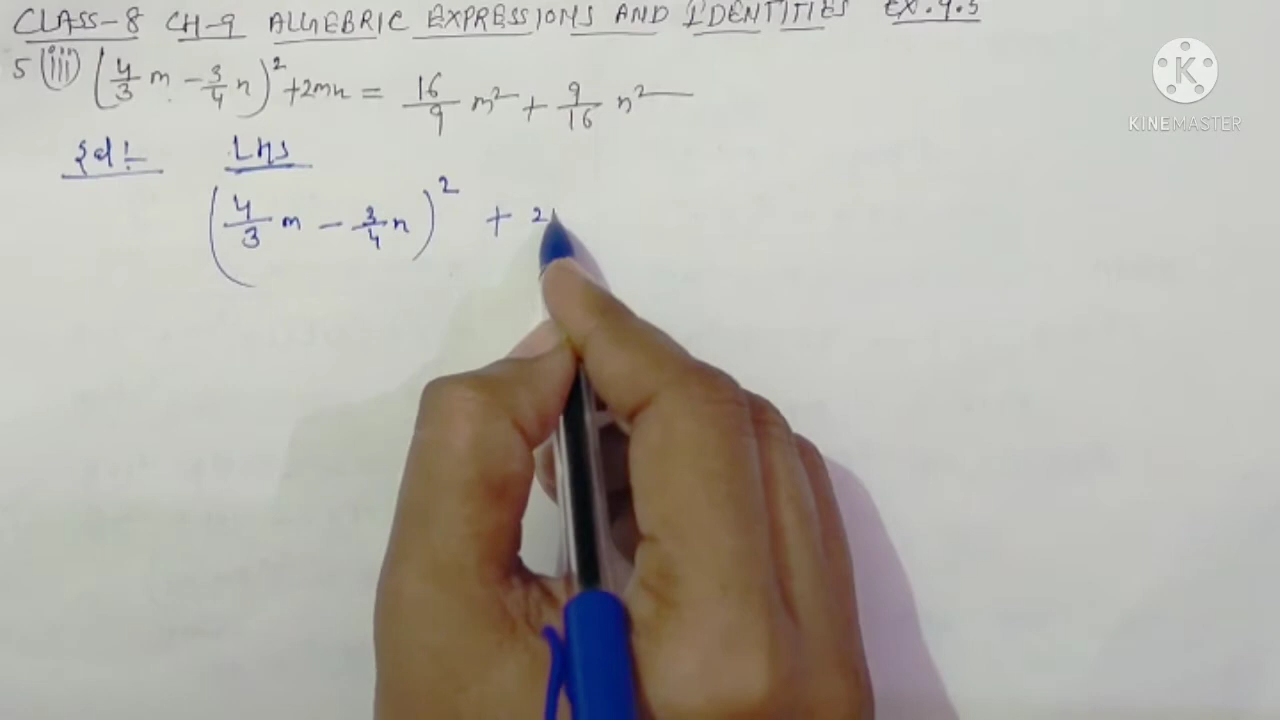 CLASS-8 CH-9 ALGEBRIC EXPRESSIONS AND IDENTITIES EX.9.5
5 (iii) (4/3 m - 3/4 n)² + 2mn = 16/9 m² + 9/16 n²
KINEMASTER
LHS
(4/3 m - 3/4 n)² + 2